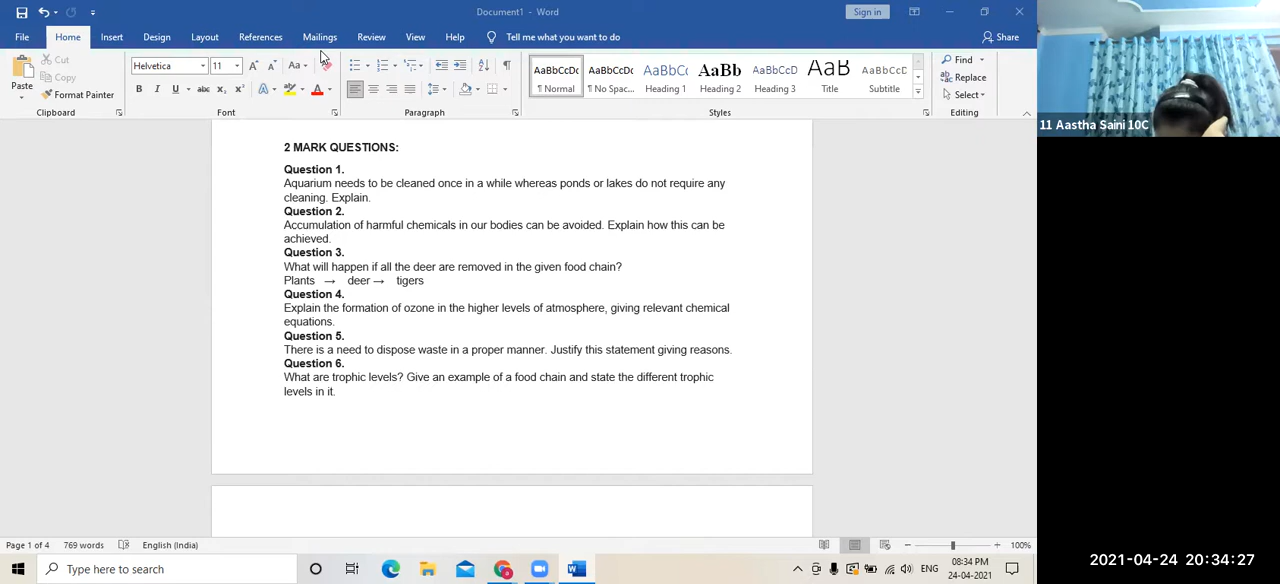 Document1 - Word
Sign in
File Home Insert Design Layout References Mailings Review View Help Tell me what you want to do Share
Paste
Cut
Copy
Format Painter
Clipboard
Helvetica 11
Font
Paragraph
AaBbCcDc AaBbCcDc AaBbCc AaBb AaBbCcD AaBb AaBbCcD
¶ Normal ¶ No Spac... Heading 1 Heading 2 Heading 3 Title Subtitle
Styles
Find
Replace
Select
Editing
11 Aastha Saini 10C
2 MARK QUESTIONS:
Question 1.
Aquarium needs to be cleaned once in a while whereas ponds or lakes do not require any
cleaning. Explain.
Question 2.
Accumulation of harmful chemicals in our bodies can be avoided. Explain how this can be
achieved.
Question 3.
What will happen if all the deer are removed in the given food chain?
Plants → deer → tigers
Question 4.
Explain the formation of ozone in the higher levels of atmosphere, giving relevant chemical
equations.
Question 5.
There is a need to dispose waste in a proper manner. Justify this statement giving reasons.
Question 6.
What are trophic levels? Give an example of a food chain and state the different trophic
levels in it.
Page 1 of 4 769 words English (India) 100%
Type here to search
ENG
08:34 PM
24-04-2021
2021-04-24 20:34:27